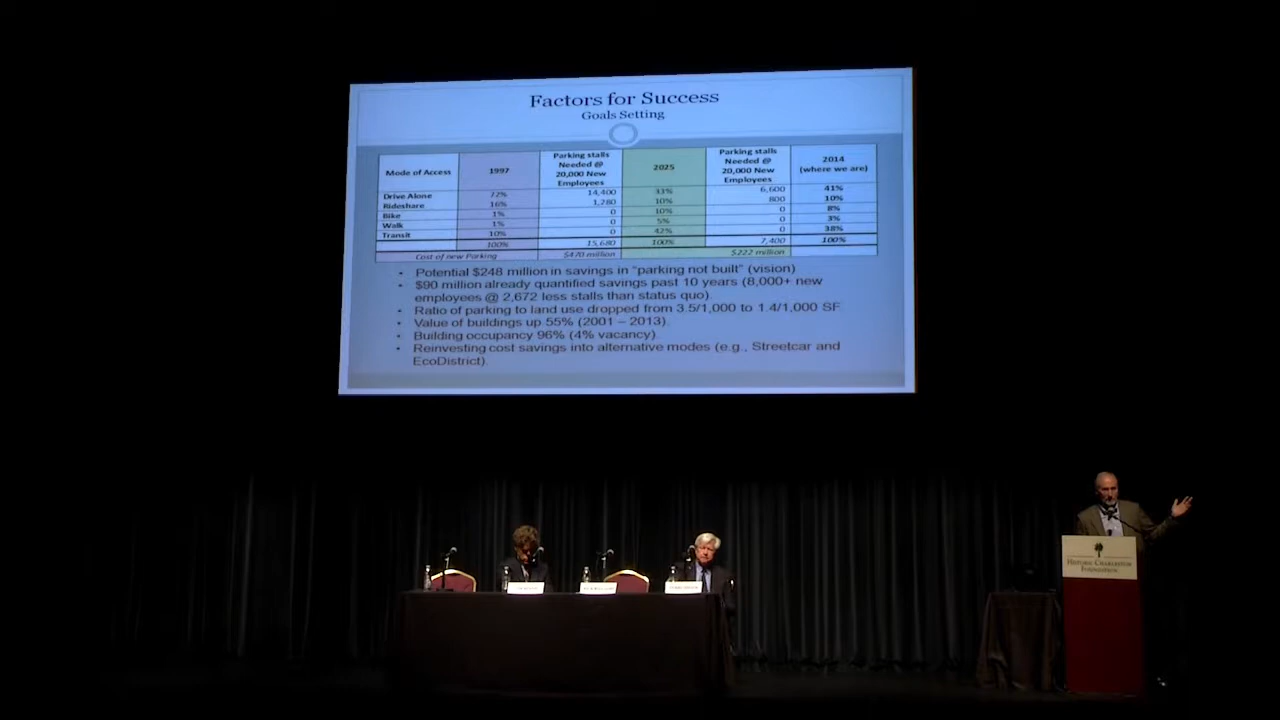 Factors for Success
Goals Setting
Mode of Access 1997 Parking stalls Needed @ 20,000 New Employees 2025 Parking stalls Needed @ 20,000 New Employees 2014 (where we are)
Drive Alone 72% 14,400 33% 6,600 41%
Rideshare 16% 1,280 10% 800 10%
Bike 1% 0 10% 0 8%
Walk 1% 0 5% 0 3%
Transit 10% 0 42% 0 38%
100% 15,680 100% 7,400 100%
Cost of new Parking $470 million $222 million
• Potential $248 million in savings in "parking not built" (vision)
• $90 million already quantified savings past 10 years (8,000+ new
employees @ 2,672 less stalls than status quo).
• Ratio of parking to land use dropped from 3.5/1,000 to 1.4/1,000 SF.
• Value of buildings up 55% (2001 – 2013).
• Building occupancy 96% (4% vacancy).
• Reinvesting cost savings into alternative modes (e.g., Streetcar and
EcoDistrict).
Historic Charleston
Foundation